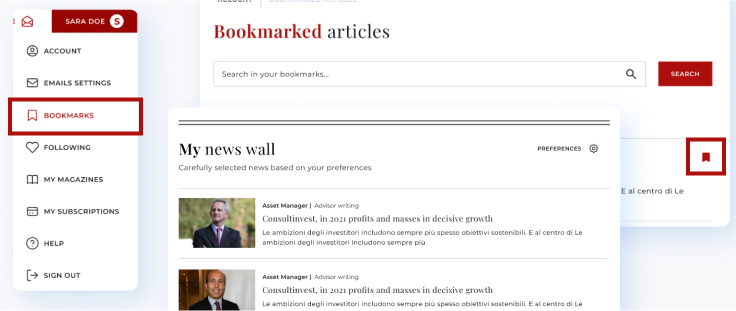 SARA DOE S
ACCOUNT
EMAILS SETTINGS
BOOKMARKS
FOLLOWING
MY MAGAZINES
MY SUBSCRIPTIONS
HELP
SIGN OUT
ACCOUNT BOOKMARKED ARTICLES
Bookmarked articles
Search in your bookmarks...
SEARCH
E al centro di Le
My news wall
PREFERENCES
Carefully selected news based on your preferences
Asset Manager | Advisor writing
Consultinvest, in 2021 profits and masses in decisive growth
Le ambizioni degli investitori includono sempre più spesso obiettivi sostenibili. E al centro di Le
ambizioni degli investitori includono sempre più
Asset Manager | Advisor writing
Consultinvest, in 2021 profits and masses in decisive growth
Le ambizioni degli investitori includono sempre più spesso obiettivi sostenibili. E al centro di Le